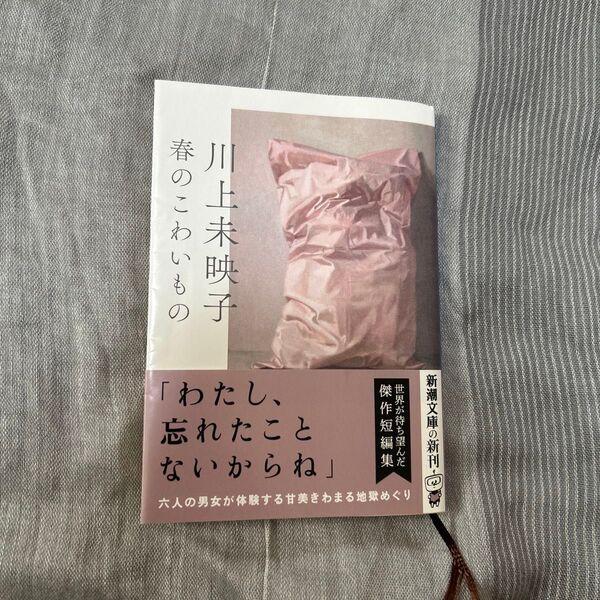 川上未映子
春のこわいもの
「わたし、
忘れたこと
ないからね」
世界が待ち望んだ
傑作短編集
新潮文庫の新刊
六人の男女が体験する甘美きわまる地獄めぐり